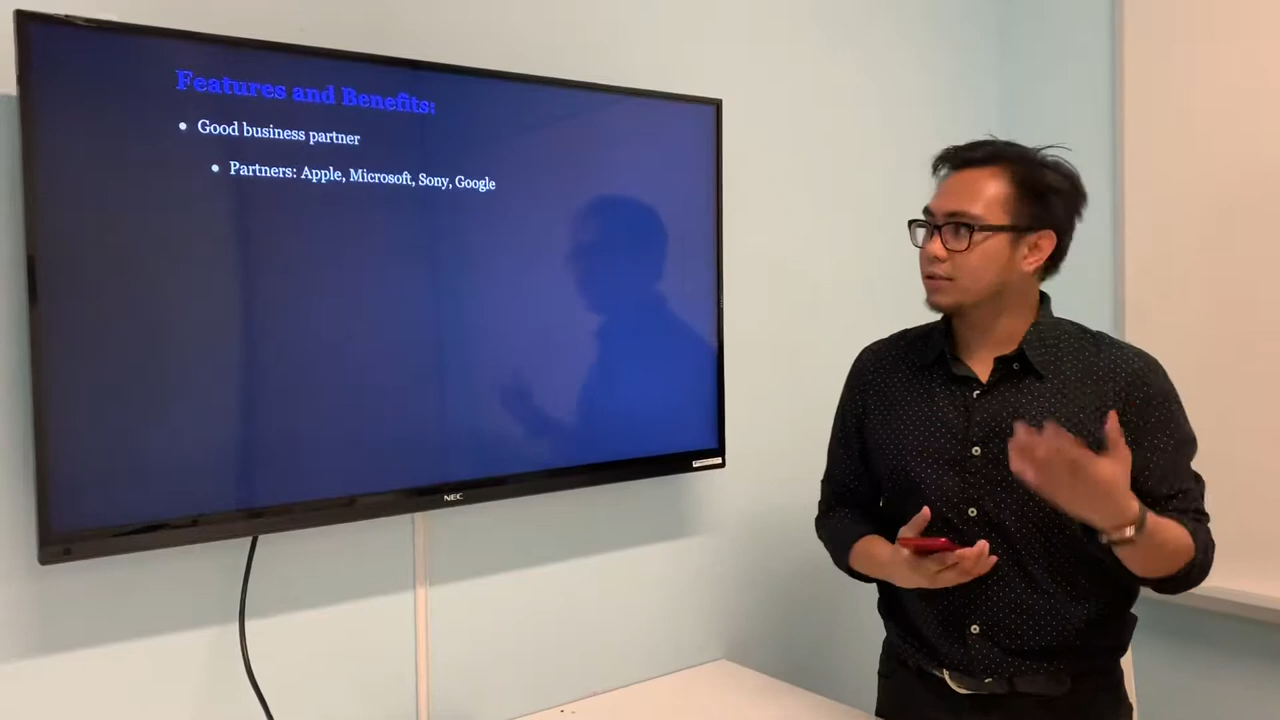 Features and Benefits:
Good business partner
Partners: Apple, Microsoft, Sony, Google
NEC